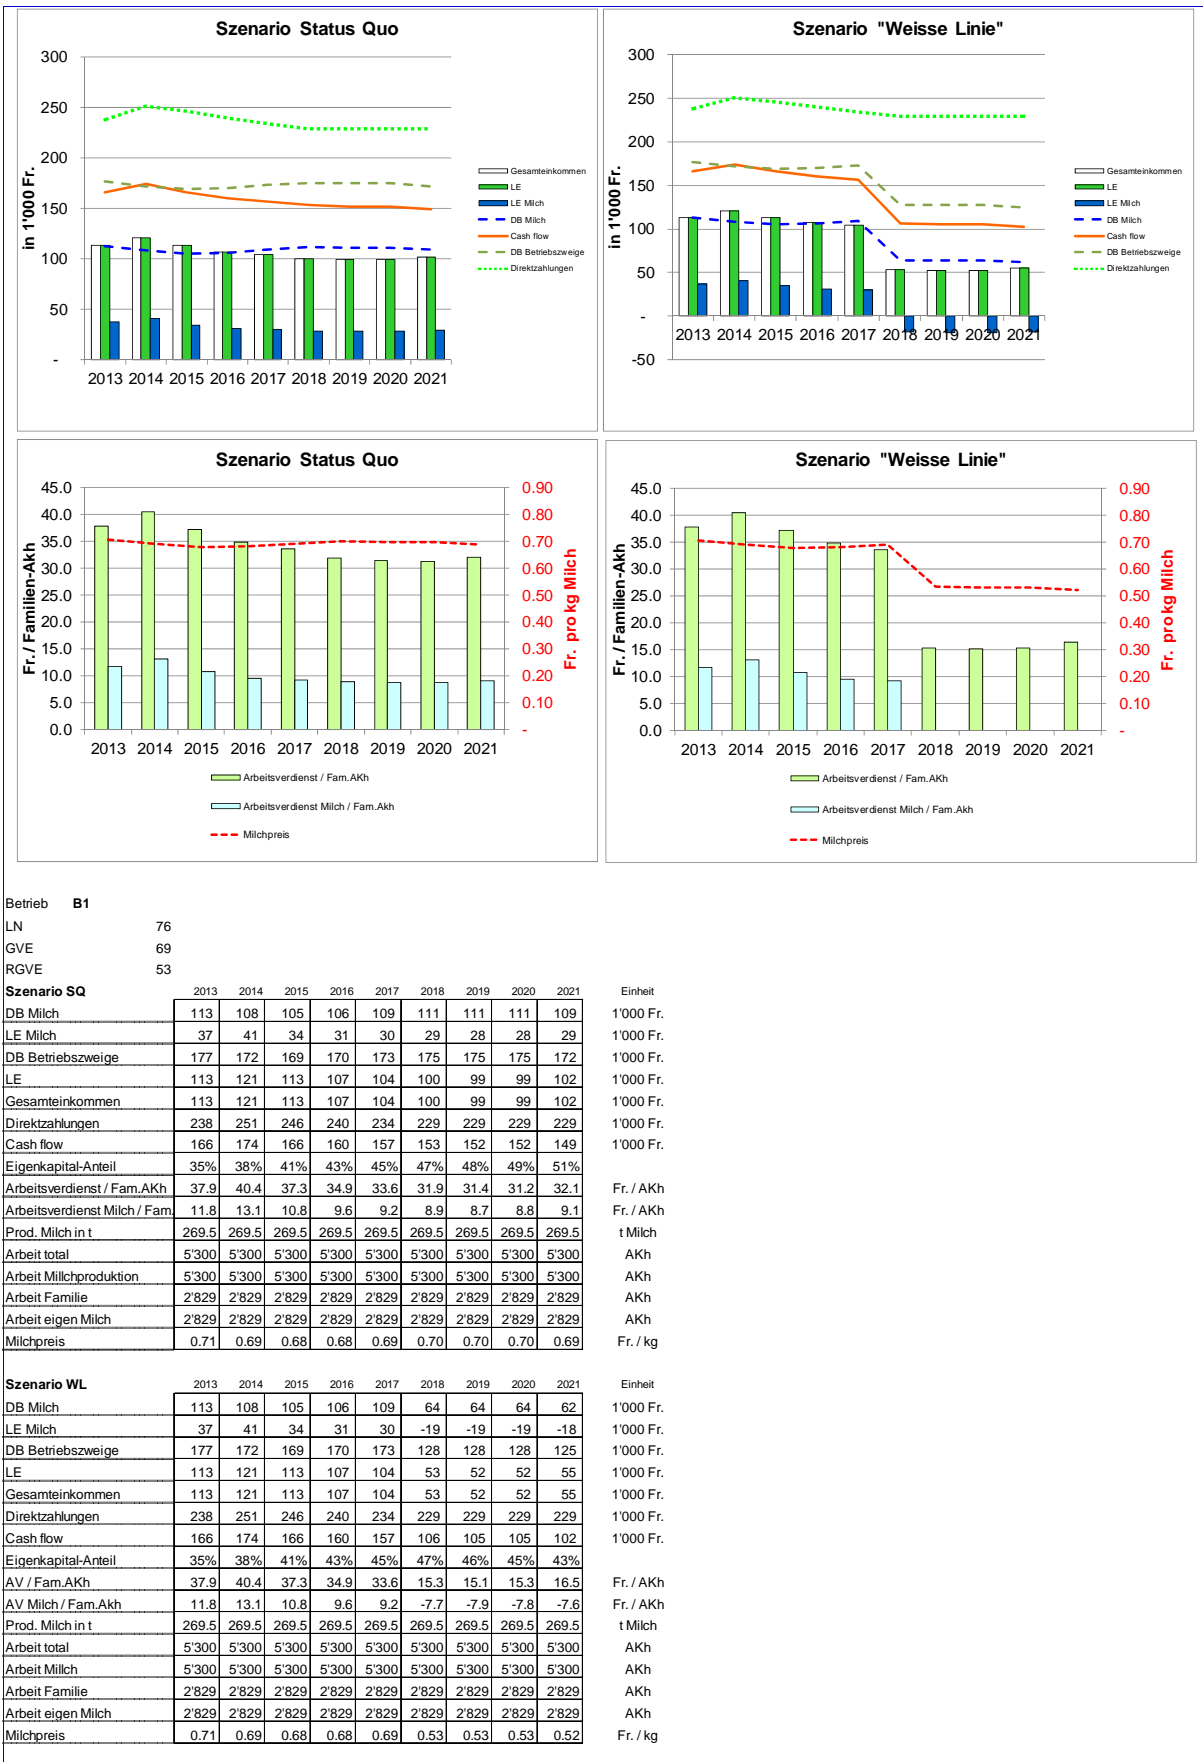 Szenario Status Quo
300
250
200
150
100
50
-
in 1'000 Fr.
2013 2014 2015 2016 2017 2018 2019 2020 2021
Gesamteinkommen
LE
LE Milch
DB Milch
Cash flow
DB Betriebszweige
Direktzahlungen
Szenario "Weisse Linie"
300
250
200
150
100
50
-
-50
in 1'000 Fr.
2013 2014 2015 2016 2017 2018 2019 2020 2021
Gesamteinkommen
LE
LE Milch
DB Milch
Cash flow
DB Betriebszweige
Direktzahlungen
Szenario Status Quo
45.0
40.0
35.0
30.0
25.0
20.0
15.0
10.0
5.0
0.0
Fr. / Familien-Akh
0.90
0.80
0.70
0.60
0.50
0.40
0.30
0.20
0.10
-
Fr. pro kg Milch
2013 2014 2015 2016 2017 2018 2019 2020 2021
Arbeitsverdienst / Fam.AKh
Arbeitsverdienst Milch / Fam.Akh
Milchpreis
Szenario "Weisse Linie"
45.0
40.0
35.0
30.0
25.0
20.0
15.0
10.0
5.0
0.0
Fr. / Familien-Akh
0.90
0.80
0.70
0.60
0.50
0.40
0.30
0.20
0.10
-
Fr. pro kg Milch
2013 2014 2015 2016 2017 2018 2019 2020 2021
Arbeitsverdienst / Fam.AKh
Arbeitsverdienst Milch / Fam.Akh
Milchpreis
Betrieb B1
LN 76
GVE 69
RGVE 53
Szenario SQ 2013 2014 2015 2016 2017 2018 2019 2020 2021 Einheit
DB Milch 113 108 105 106 109 111 111 111 109 1'000 Fr.
LE Milch 37 41 34 31 30 29 28 28 29 1'000 Fr.
DB Betriebszweige 177 172 169 170 173 175 175 175 172 1'000 Fr.
LE 113 121 113 107 104 100 99 99 102 1'000 Fr.
Gesamteinkommen 113 121 113 107 104 100 99 99 102 1'000 Fr.
Direktzahlungen 238 251 246 240 234 229 229 229 229 1'000 Fr.
Cash flow 166 174 166 160 157 153 152 152 149 1'000 Fr.
Eigenkapital-Anteil 35% 38% 41% 43% 45% 47% 48% 49% 51%
Arbeitsverdienst / Fam.AKh 37.9 40.4 37.3 34.9 33.6 31.9 31.4 31.2 32.1 Fr. / AKh
Arbeitsverdienst Milch / Fam. 11.8 13.1 10.8 9.6 9.2 8.9 8.7 8.8 9.1 Fr. / AKh
Prod. Milch in t 269.5 269.5 269.5 269.5 269.5 269.5 269.5 269.5 269.5 t Milch
Arbeit total 5'300 5'300 5'300 5'300 5'300 5'300 5'300 5'300 5'300 AKh
Arbeit Millchproduktion 5'300 5'300 5'300 5'300 5'300 5'300 5'300 5'300 5'300 AKh
Arbeit Familie 2'829 2'829 2'829 2'829 2'829 2'829 2'829 2'829 2'829 AKh
Arbeit eigen Milch 2'829 2'829 2'829 2'829 2'829 2'829 2'829 2'829 2'829 AKh
Milchpreis 0.71 0.69 0.68 0.68 0.69 0.70 0.70 0.70 0.69 Fr. / kg
Szenario WL 2013 2014 2015 2016 2017 2018 2019 2020 2021 Einheit
DB Milch 113 108 105 106 109 64 64 64 62 1'000 Fr.
LE Milch 37 41 34 31 30 -19 -19 -19 -18 1'000 Fr.
DB Betriebszweige 177 172 169 170 173 128 128 128 125 1'000 Fr.
LE 113 121 113 107 104 53 52 52 55 1'000 Fr.
Gesamteinkommen 113 121 113 107 104 53 52 52 55 1'000 Fr.
Direktzahlungen 238 251 246 240 234 229 229 229 229 1'000 Fr.
Cash flow 166 174 166 160 157 106 105 105 102 1'000 Fr.
Eigenkapital-Anteil 35% 38% 41% 43% 45% 47% 46% 45% 43%
AV / Fam.AKh 37.9 40.4 37.3 34.9 33.6 15.3 15.1 15.3 16.5 Fr. / AKh
AV Milch / Fam.Akh 11.8 13.1 10.8 9.6 9.2 -7.7 -7.9 -7.8 -7.6 Fr. / AKh
Prod. Milch in t 269.5 269.5 269.5 269.5 269.5 269.5 269.5 269.5 269.5 t Milch
Arbeit total 5'300 5'300 5'300 5'300 5'300 5'300 5'300 5'300 5'300 AKh
Arbeit Millch 5'300 5'300 5'300 5'300 5'300 5'300 5'300 5'300 5'300 AKh
Arbeit Familie 2'829 2'829 2'829 2'829 2'829 2'829 2'829 2'829 2'829 AKh
Arbeit eigen Milch 2'829 2'829 2'829 2'829 2'829 2'829 2'829 2'829 2'829 AKh
Milchpreis 0.71 0.69 0.68 0.68 0.69 0.53 0.53 0.53 0.52 Fr. / kg